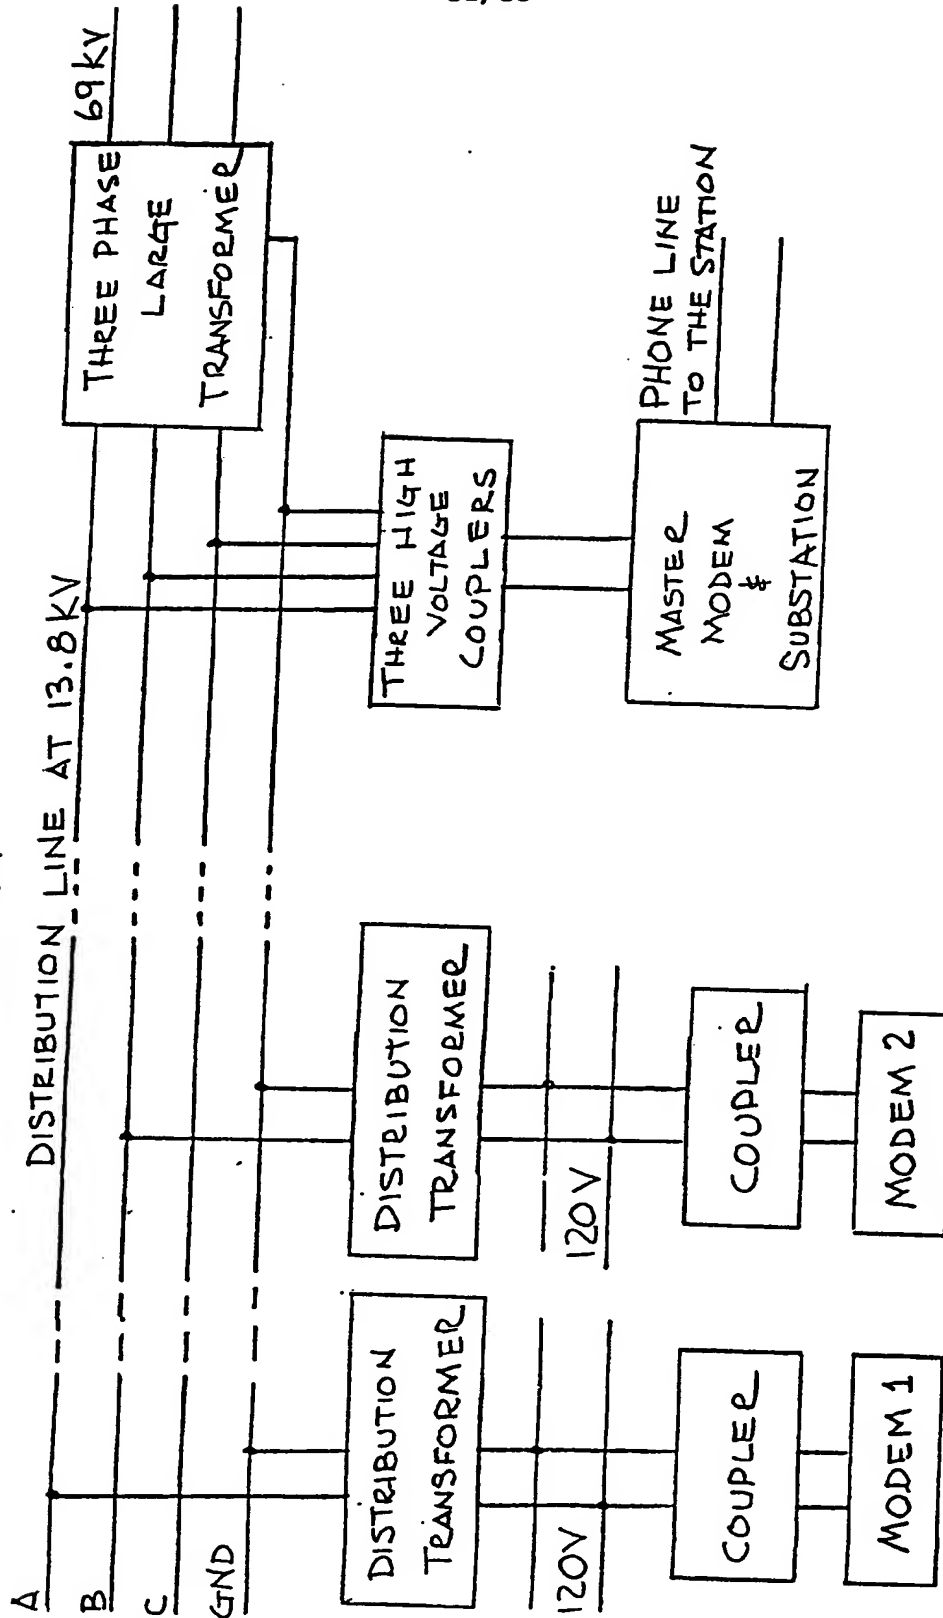 DISTRIBUTION LINE AT 13.8KV
69KV
A
B
C
GND
THREE PHASE
LARGE
TRANSFORMER
DISTRIBUTION
TRANSFORMER
DISTRIBUTION
TRANSFORMER
THREE HIGH
VOLTAGE
COUPLERS
120V
120V
PHONE LINE
TO THE STATION
COUPLER
COUPLER
MASTER
MODEM
&
SUBSTATION
MODEM 1
MODEM 2